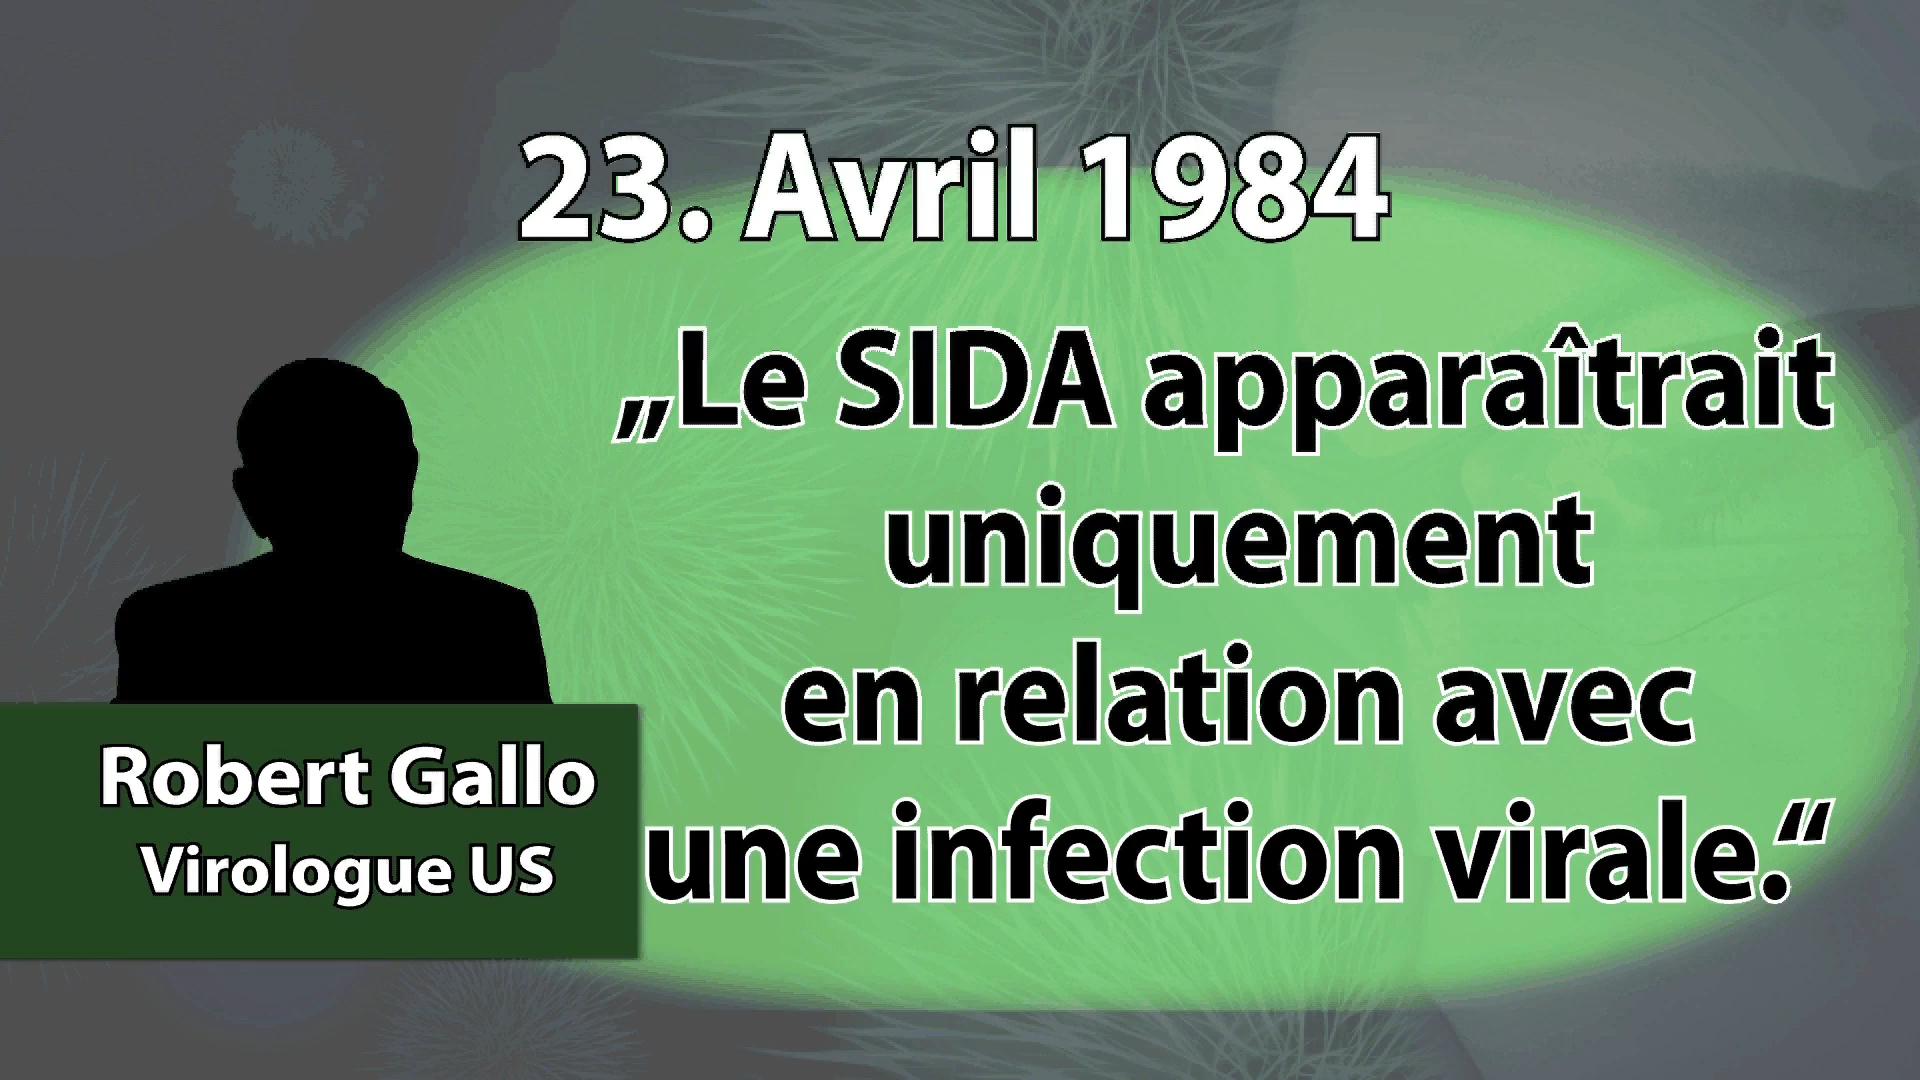 23. Avril 1984
„Le SIDA apparaîtrait
uniquement
en relation avec
une infection virale.“
Robert Gallo
Virologue US